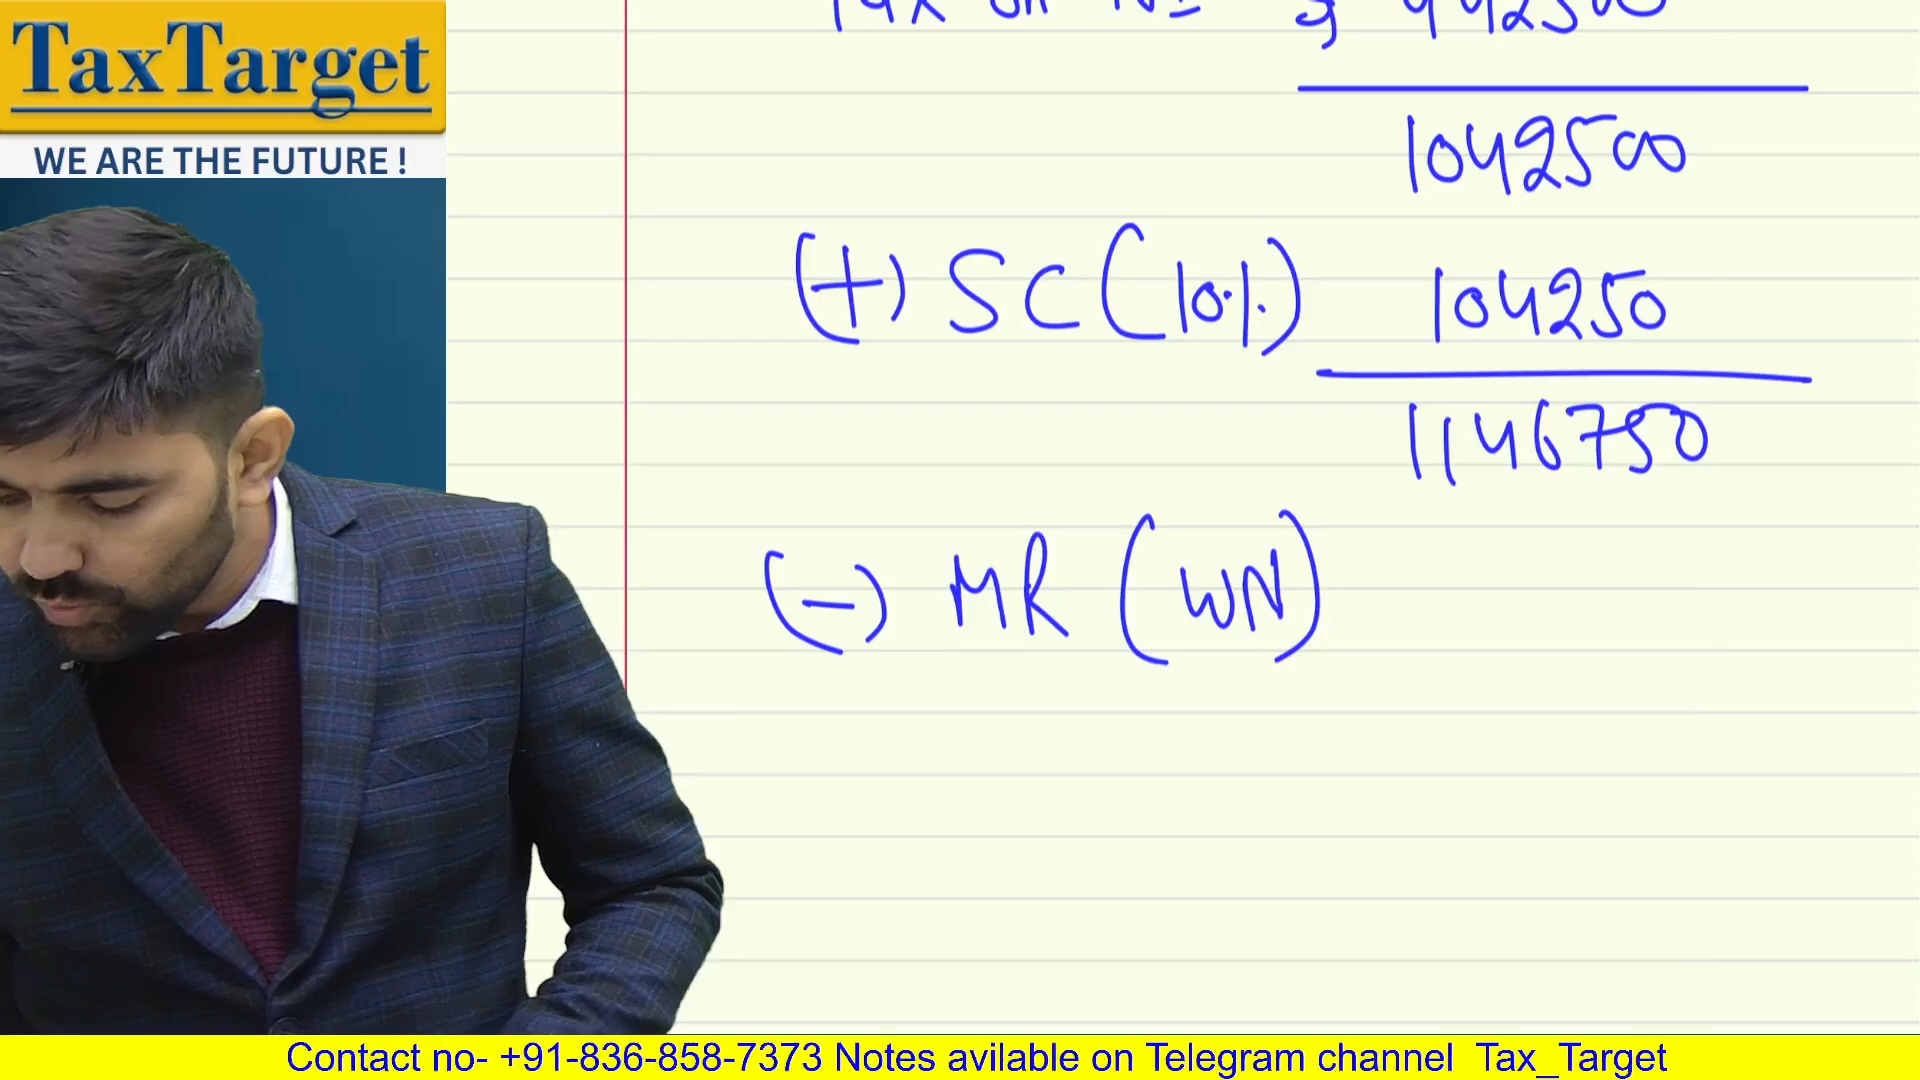 TaxTarget
WE ARE THE FUTURE !
1042500
(+) SC (10%) 104250
1146750
(-) MR (WN)
Contact no- +91-836-858-7373 Notes avilable on Telegram channel Tax_Target